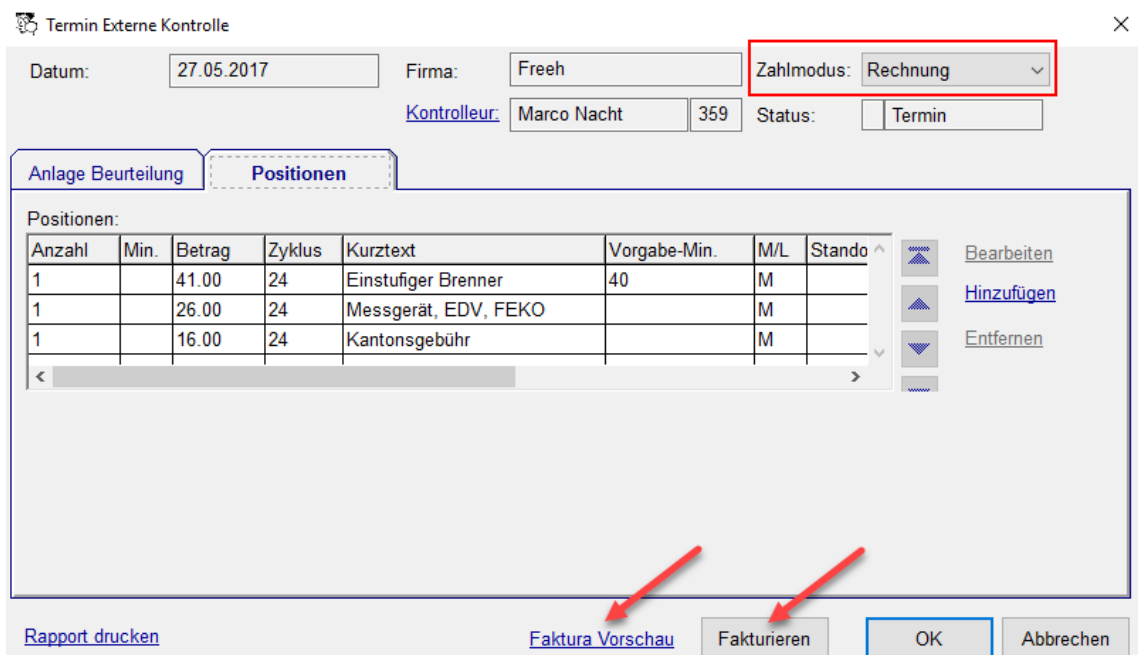 Termin Externe Kontrolle
Datum: 27.05.2017 Firma: Freeh Zahlmodus: Rechnung
Kontrolleur: Marco Nacht 359 Status: Termin
Anlage Beurteilung Positionen
Positionen:
Anzahl Min. Betrag Zyklus Kurztext Vorgabe-Min. M/L Stando
1 41.00 24 Einstufiger Brenner 40 M
1 26.00 24 Messgerät, EDV, FEKO M
1 16.00 24 Kantonsgebühr M
Bearbeiten
Hinzufügen
Entfernen
Rapport drucken Faktura Vorschau Fakturieren OK Abbrechen